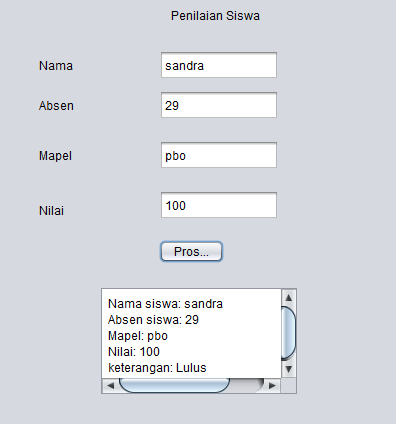 Penilaian Siswa
Nama sandra
Absen 29
Mapel pbo
Nilai 100
Pros...
Nama siswa: sandra
Absen siswa: 29
Mapel: pbo
Nilai: 100
keterangan: Lulus